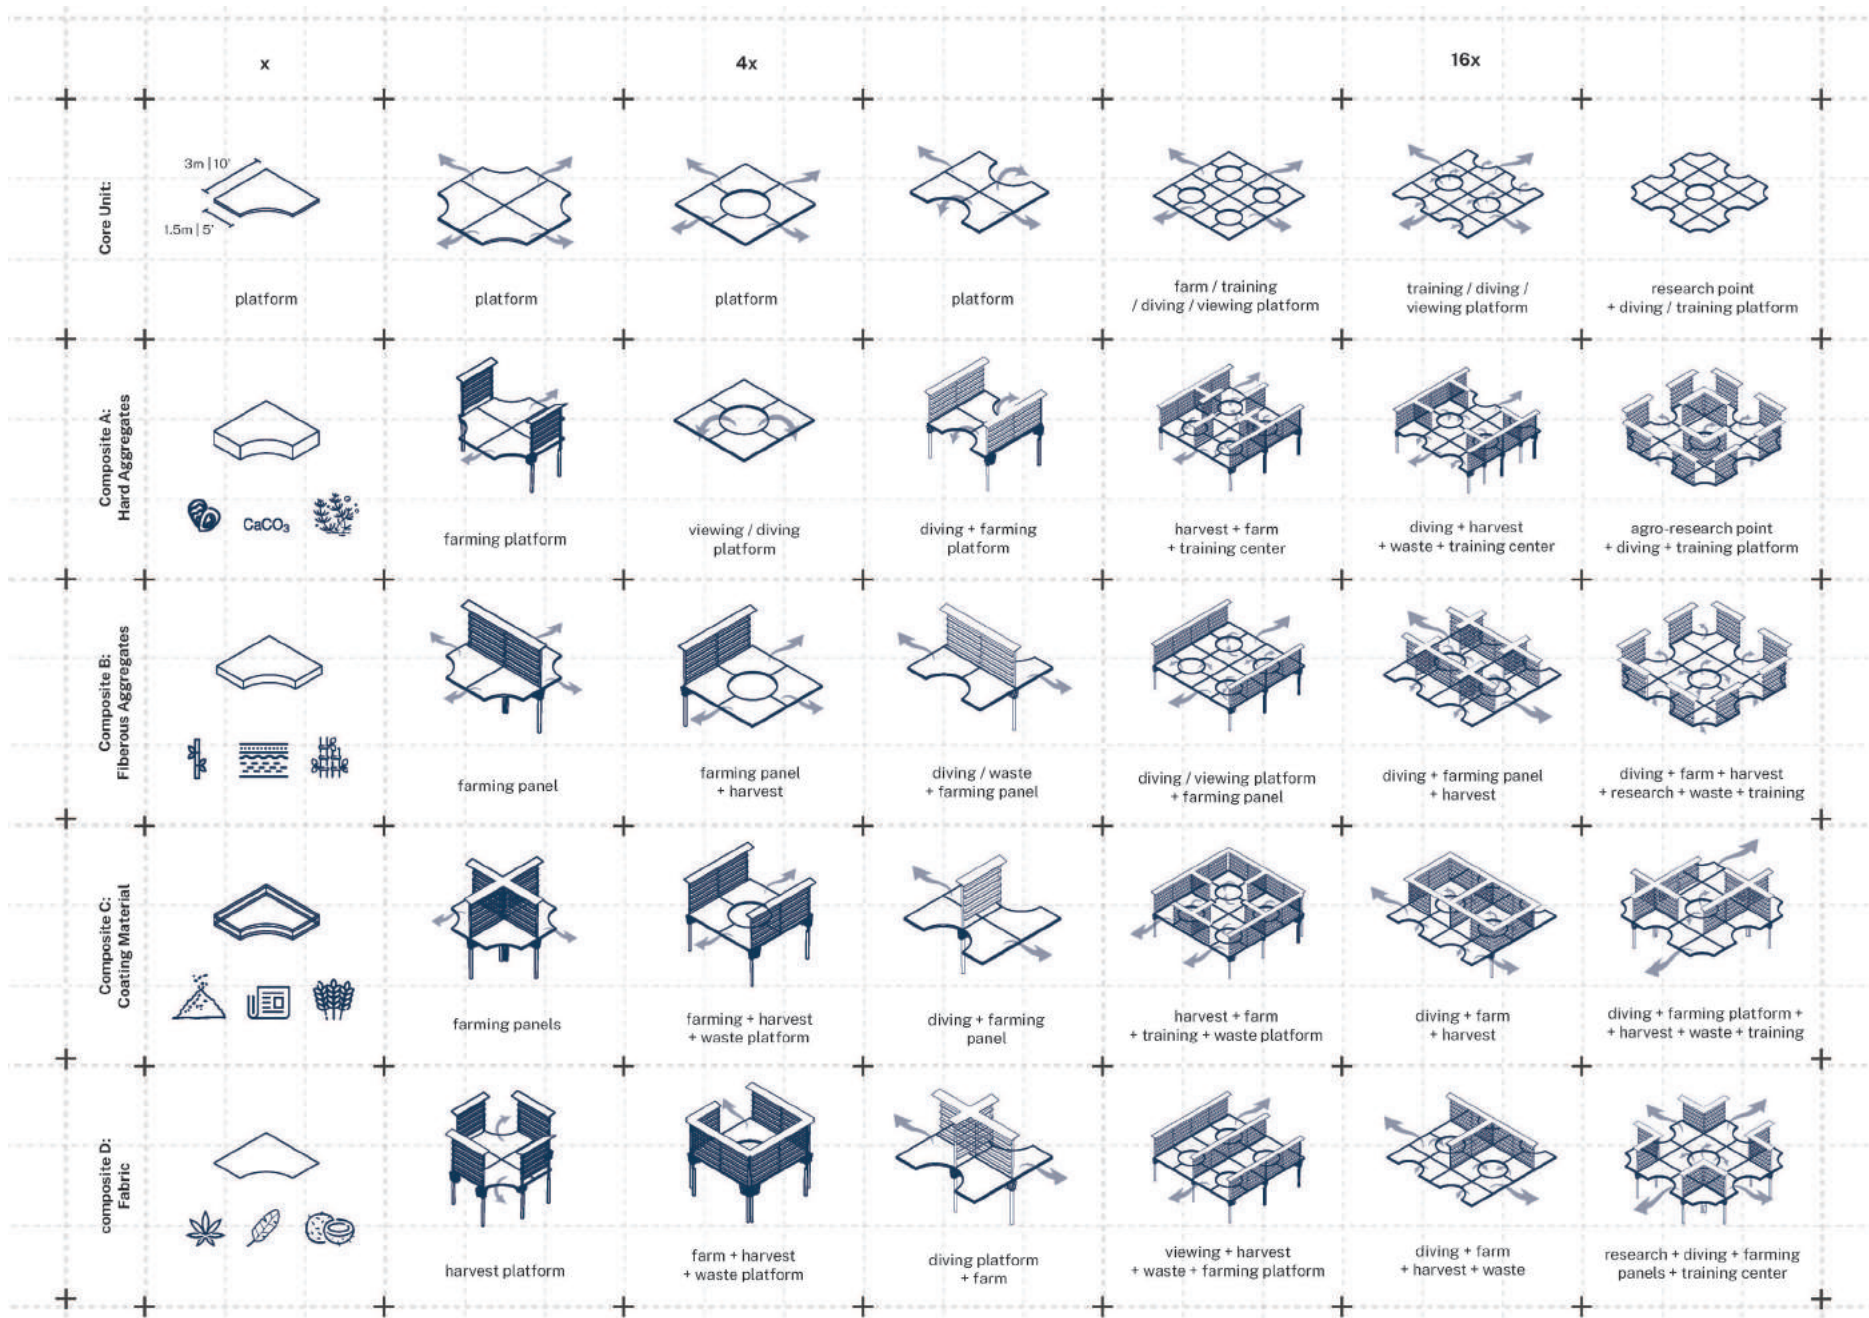 x
4x
16x
Core Unit:
3m | 10'
1.5m | 5'
platform
platform
platform
platform
farm / training
/ diving / viewing platform
training / diving /
viewing platform
research point
+ diving / training platform
Composite A:
Hard Aggregates
CaCO₃
farming platform
viewing / diving
platform
diving + farming
platform
harvest + farm
+ training center
diving + harvest
+ waste + training center
agro-research point
+ diving + training platform
Composite B:
Fiberous Aggregates
farming panel
farming panel
+ harvest
diving / waste
+ farming panel
diving / viewing platform
+ farming panel
diving + farming panel
+ harvest
diving + farm + harvest
+ research + waste + training
Composite C:
Coating Material
farming panels
farming + harvest
+ waste platform
diving + farming
panel
harvest + farm
+ training + waste platform
diving + farm
+ harvest
diving + farming platform +
+ harvest + waste + training
composite D:
Fabric
harvest platform
farm + harvest
+ waste platform
diving platform
+ farm
viewing + harvest
+ waste + farming platform
diving + farm
+ harvest + waste
research + diving + farming
panels + training center